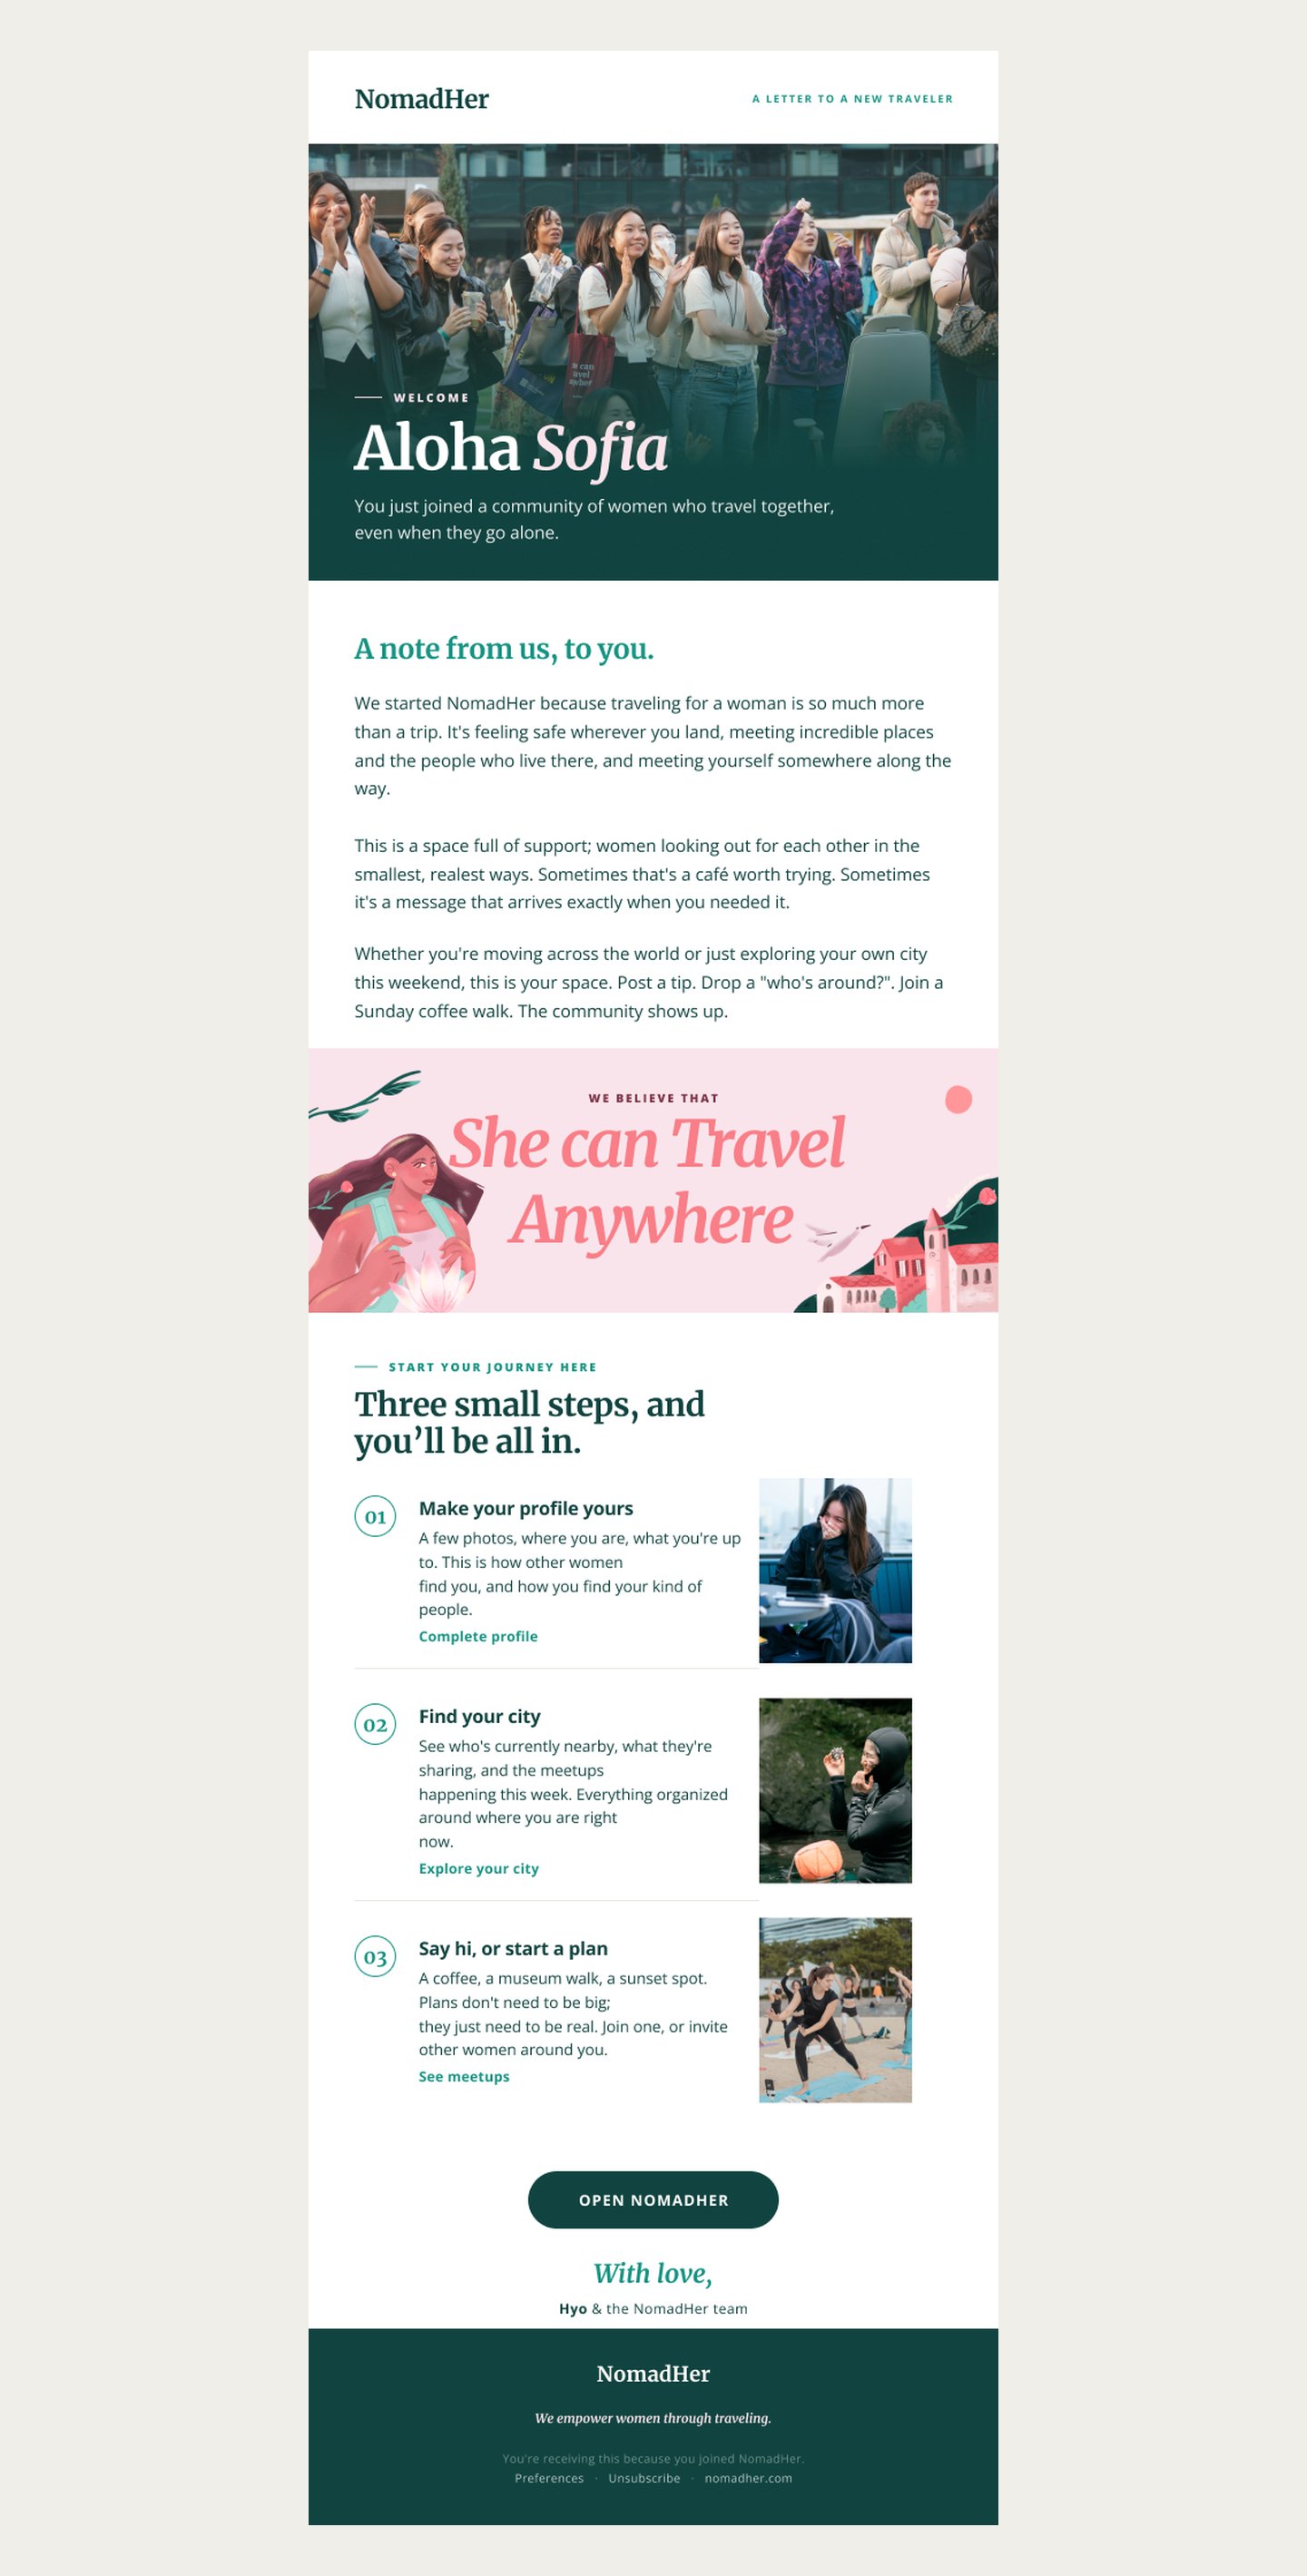 NomadHer
A LETTER TO A NEW TRAVELER
can
avel
where
WELCOME
Aloha Sofia
You just joined a community of women who travel together,
even when they go alone.
A note from us, to you.
We started NomadHer because traveling for a woman is so much more
than a trip. It's feeling safe wherever you land, meeting incredible places
and the people who live there, and meeting yourself somewhere along the
way.
This is a space full of support; women looking out for each other in the
smallest, realest ways. Sometimes that's a café worth trying. Sometimes
it's a message that arrives exactly when you needed it.
Whether you're moving across the world or just exploring your own city
this weekend, this is your space. Post a tip. Drop a "who's around?". Join a
Sunday coffee walk. The community shows up.
WE BELIEVE THAT
She can Travel
Anywhere
START YOUR JOURNEY HERE
Three small steps, and
you’ll be all in.
01
Make your profile yours
A few photos, where you are, what you're up
to. This is how other women
find you, and how you find your kind of
people.
Complete profile
02
Find your city
See who's currently nearby, what they're
sharing, and the meetups
happening this week. Everything organized
around where you are right
now.
Explore your city
03
Say hi, or start a plan
A coffee, a museum walk, a sunset spot.
Plans don't need to be big;
they just need to be real. Join one, or invite
other women around you.
See meetups
OPEN NOMADHER
With love,
Hyo & the NomadHer team
NomadHer
We empower women through traveling.
You're receiving this because you joined NomadHer.
Preferences · Unsubscribe · nomadher.com